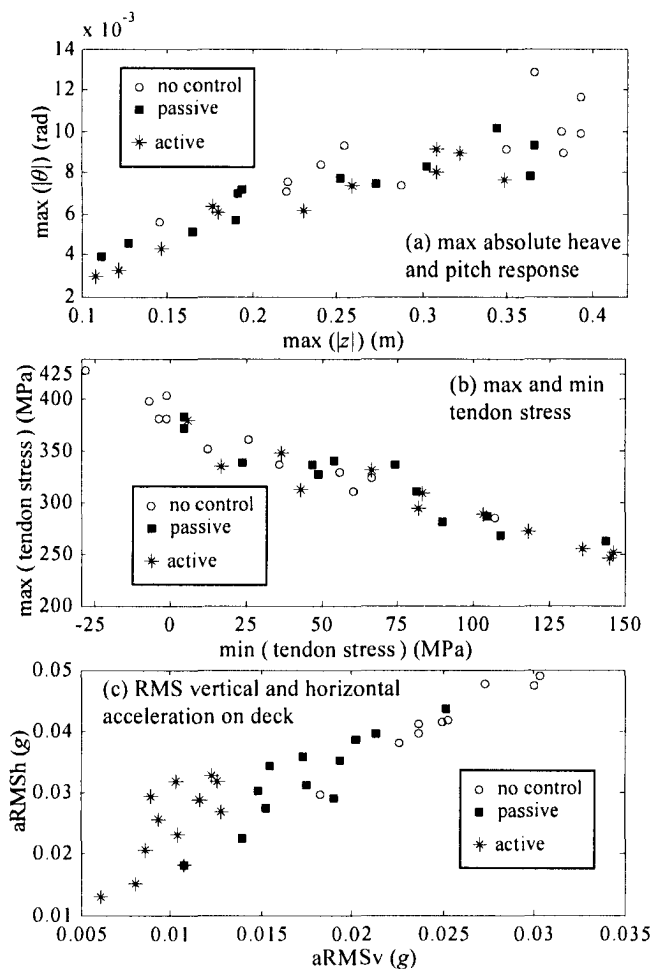 x 10⁻³
14
12
10
8
6
4
2
max (|θ|) (rad)
no control
passive
active
(a) max absolute heave
and pitch response
0.1 0.15 0.2 0.25 0.3 0.35 0.4
max (|z|) (m)
425
400
350
300
250
200
max ( tendon stress ) (MPa)
(b) max and min
tendon stress
no control
passive
active
-25 0 25 50 75 100 125 150
min ( tendon stress ) (MPa)
0.05
0.04
0.03
0.02
0.01
aRMSh (g)
(c) RMS vertical and horizontal
acceleration on deck
no control
passive
active
0.005 0.01 0.015 0.02 0.025 0.03 0.035
aRMSv (g)